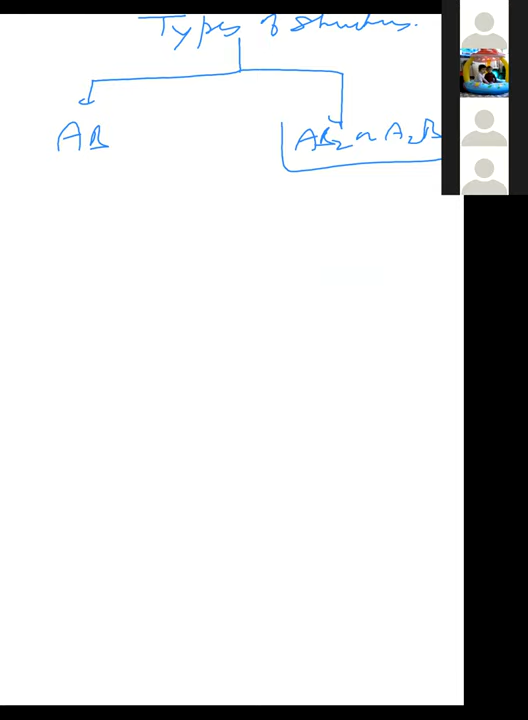 Types of Structures.
AB
AB₂ or A₂B